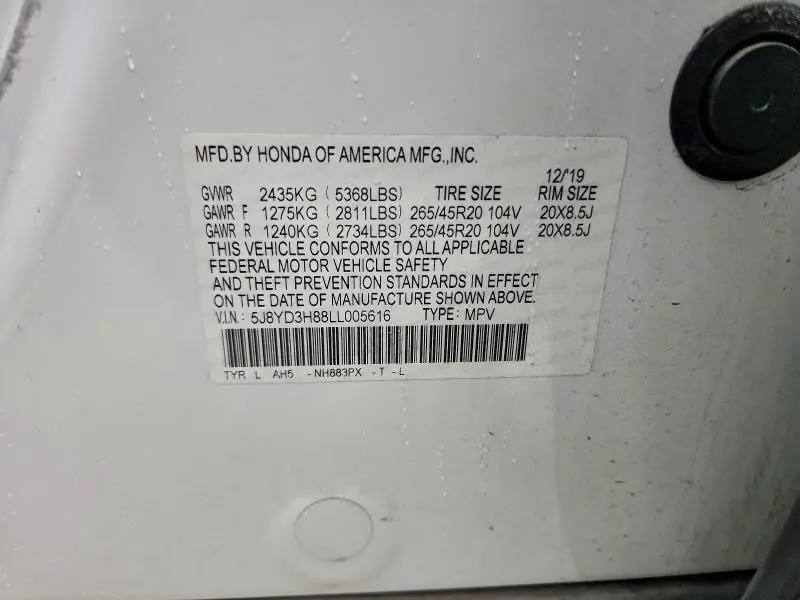 MFD.BY HONDA OF AMERICA MFG.,INC.
12/'19
GVWR 2435KG ( 5368LBS) TIRE SIZE RIM SIZE
GAWR F 1275KG ( 2811LBS) 265/45R20 104V 20X8.5J
GAWR R 1240KG ( 2734LBS) 265/45R20 104V 20X8.5J
THIS VEHICLE CONFORMS TO ALL APPLICABLE
FEDERAL MOTOR VEHICLE SAFETY
AND THEFT PREVENTION STANDARDS IN EFFECT
ON THE DATE OF MANUFACTURE SHOWN ABOVE.
V.I.N.: 5J8YD3H88LL005616 TYPE: MPV
TYR L AH5 -NH883PX -T -L